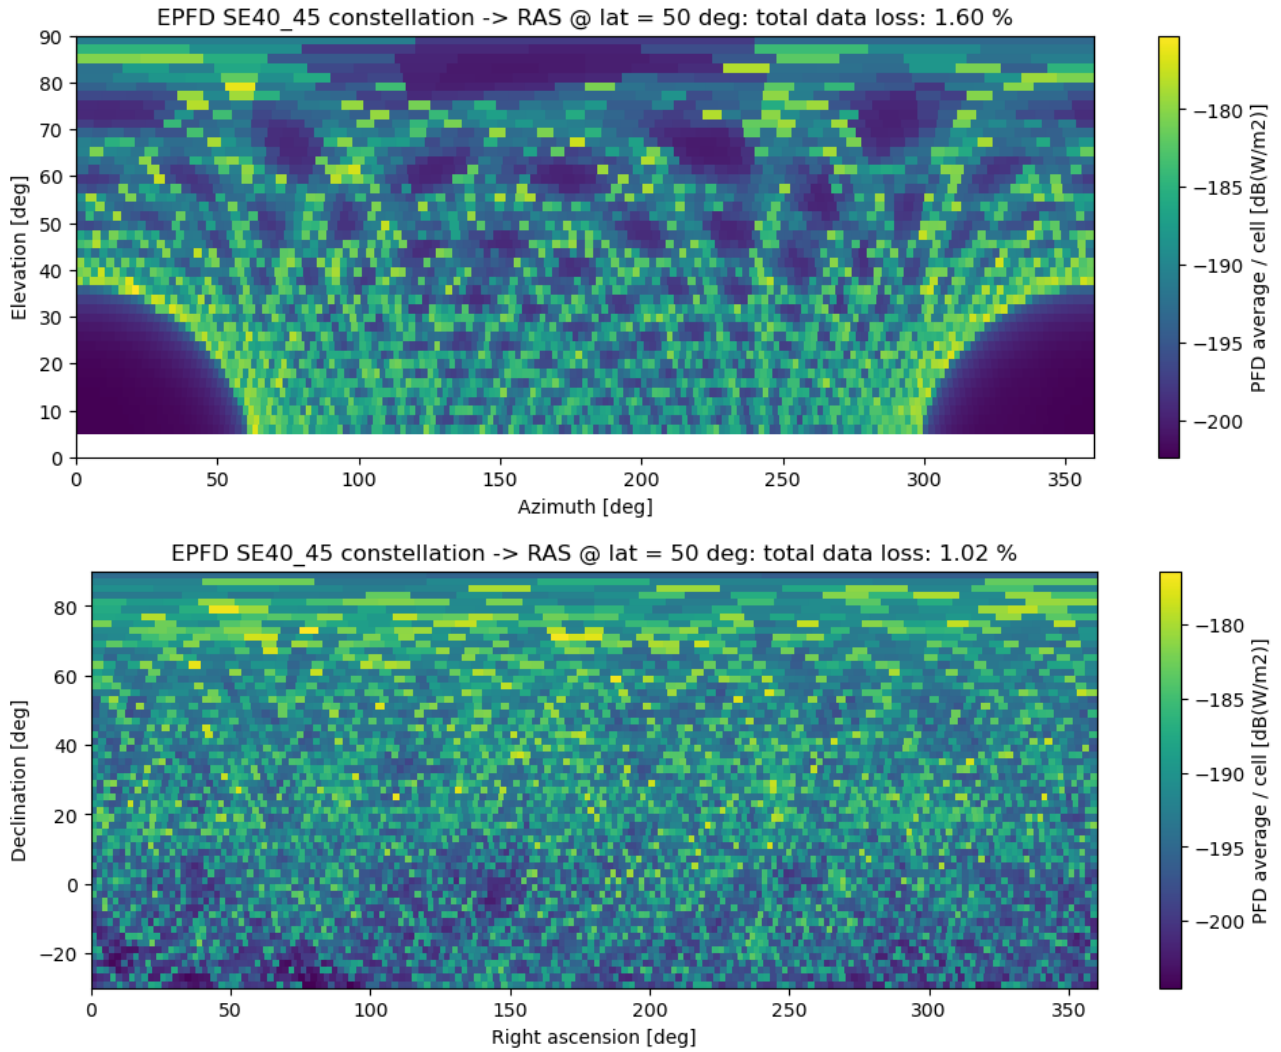 EPFD SE40_45 constellation -> RAS @ lat = 50 deg: total data loss: 1.60 %
90
80
70
60
50
40
30
20
10
0
Elevation [deg]
0 50 100 150 200 250 300 350
Azimuth [deg]
−180
−185
−190
−195
−200
PFD average / cell [dB(W/m2)]
EPFD SE40_45 constellation -> RAS @ lat = 50 deg: total data loss: 1.02 %
80
60
40
20
0
−20
Declination [deg]
0 50 100 150 200 250 300 350
Right ascension [deg]
−180
−185
−190
−195
−200
PFD average / cell [dB(W/m2)]